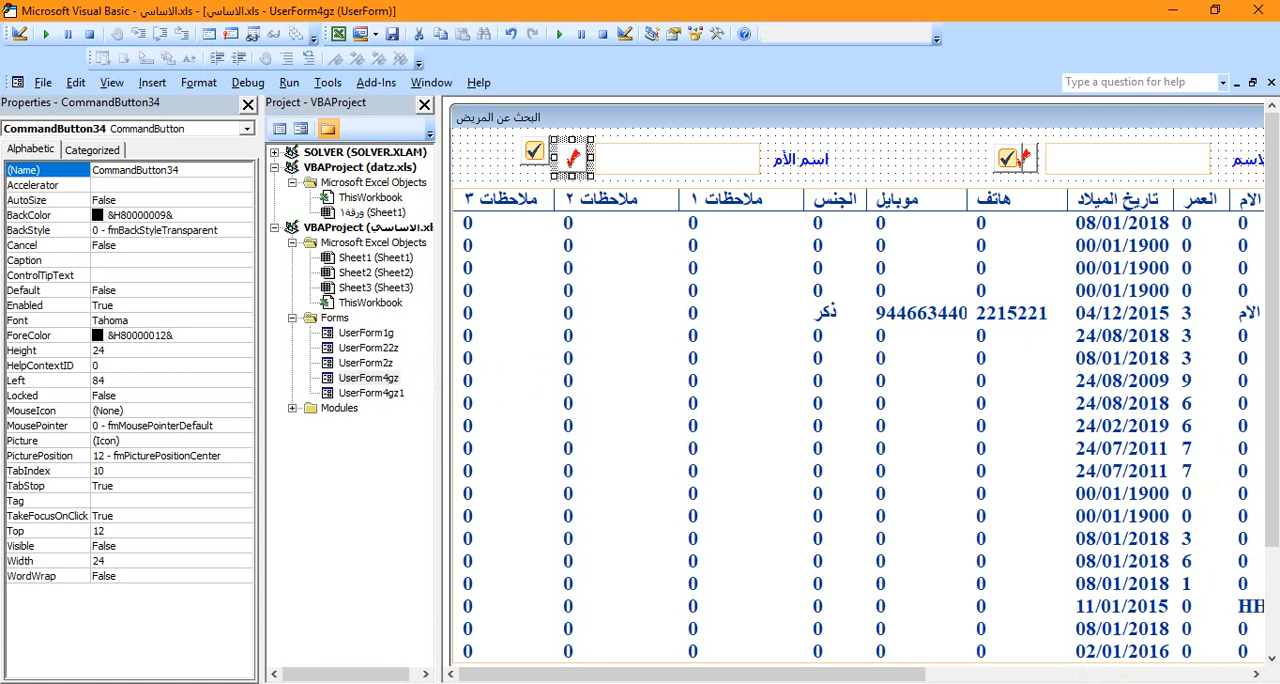 Microsoft Visual Basic - الاساسي.xls - [الاساسي.xls - UserForm4gz (UserForm)]
File Edit View Insert Format Debug Run Tools Add-Ins Window Help
Type a question for help
Properties - CommandButton34
CommandButton34 CommandButton
Alphabetic Categorized
(Name) CommandButton34
Accelerator
AutoSize False
BackColor &H80000009&
BackStyle 0 - fmBackStyleTransparent
Cancel False
Caption
ControlTipText
Default False
Enabled True
Font Tahoma
ForeColor &H80000012&
Height 24
HelpContextID 0
Left 84
Locked False
MouseIcon (None)
MousePointer 0 - fmMousePointerDefault
Picture (Icon)
PicturePosition 12 - fmPicturePositionCenter
TabIndex 10
TabStop True
Tag
TakeFocusOnClick True
Top 12
Visible False
Width 24
WordWrap False
Project - VBAProject
SOLVER (SOLVER.XLAM)
VBAProject (datz.xls)
Microsoft Excel Objects
ThisWorkbook
ورقة١ (Sheet1)
VBAProject (الاساسي.xl
Microsoft Excel Objects
Sheet1 (Sheet1)
Sheet2 (Sheet2)
Sheet3 (Sheet3)
ThisWorkbook
Forms
UserForm1g
UserForm22z
UserForm2z
UserForm4gz
UserForm4gz1
Modules
البحث عن المريض
لاسم اسم الأم
الام العمر تاريخ الميلاد هاتف موبايل الجنس ملاحظات ١ ملاحظات ٢ ملاحظات ٣
0 0 08/01/2018 0 0 0 0 0 0
0 0 00/01/1900 0 0 0 0 0 0
0 0 00/01/1900 0 0 0 0 0 0
0 0 00/01/1900 0 0 0 0 0 0
الام 3 04/12/2015 2215221 944663440 ذكر 0 0 0
0 3 24/08/2018 0 0 0 0 0 0
0 3 08/01/2018 0 0 0 0 0 0
0 9 24/08/2009 0 0 0 0 0 0
0 6 24/08/2018 0 0 0 0 0 0
0 6 24/02/2019 0 0 0 0 0 0
0 7 24/07/2011 0 0 0 0 0 0
0 7 24/07/2011 0 0 0 0 0 0
0 0 00/01/1900 0 0 0 0 0 0
0 0 00/01/1900 0 0 0 0 0 0
0 3 08/01/2018 0 0 0 0 0 0
0 6 08/01/2018 0 0 0 0 0 0
0 1 08/01/2018 0 0 0 0 0 0
HH 0 11/01/2015 0 0 0 0 0 0
0 0 08/01/2018 0 0 0 0 0 0
0 0 02/01/2016 0 0 0 0 0 0